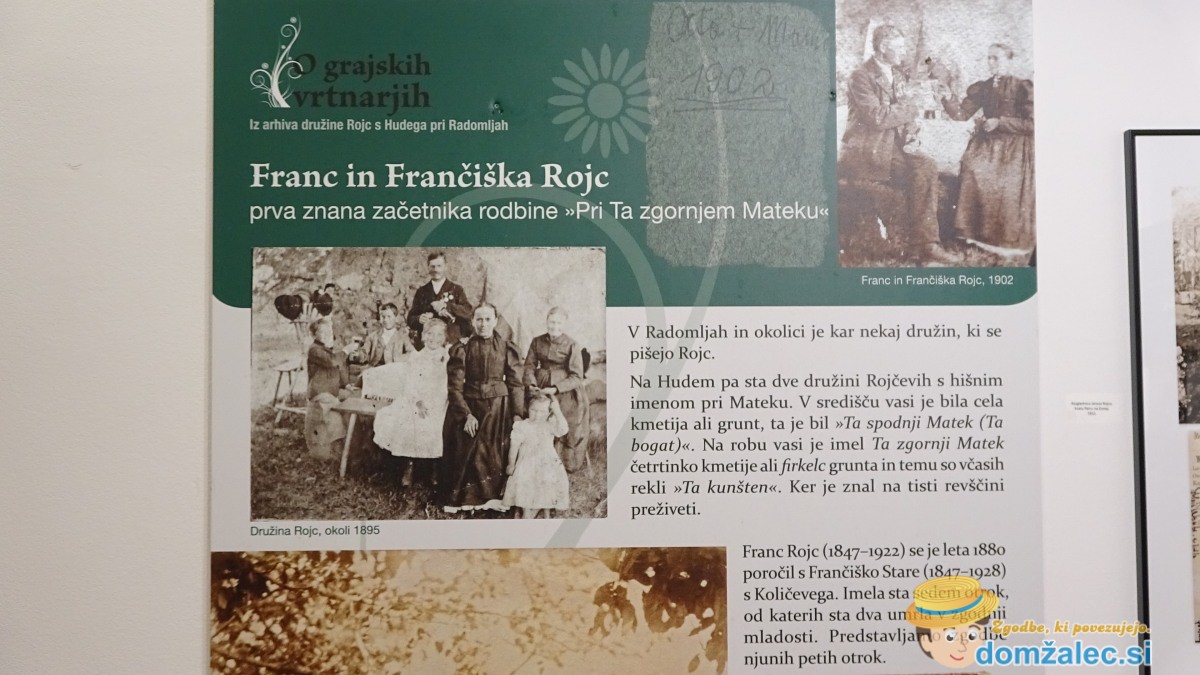 O grajskih
vrtnarjih
Iz arhiva družine Rojc s Hudega pri Radomljah
1902
Franc in Frančiška Rojc
prva znana začetnika rodbine »Pri Ta zgornjem Mateku«
Franc in Frančiška Rojc, 1902
Družina Rojc, okoli 1895
V Radomljah in okolici je kar nekaj družin, ki se
pišejo Rojc.
Na Hudem pa sta dve družini Rojčevih s hišnim
imenom pri Mateku. V središču vasi je bila cela
kmetija ali grunt, ta je bil »Ta spodnji Matek (Ta
bogat)«. Na robu vasi je imel Ta zgornji Matek
četrtinko kmetije ali firkelc grunta in temu so včasih
rekli »Ta kunšten«. Ker je znal na tisti revščini
preživeti.
Franc Rojc (1847–1922) se je leta 1880
poročil s Frančiško Stare (1847–1928)
s Količevega. Imela sta sedem otrok,
od katerih sta dva umrla v zgodnji
mladosti. Predstavljamo zgodbe
njunih petih otrok.
Zgodbe, ki povezujejo.
domžalec.si